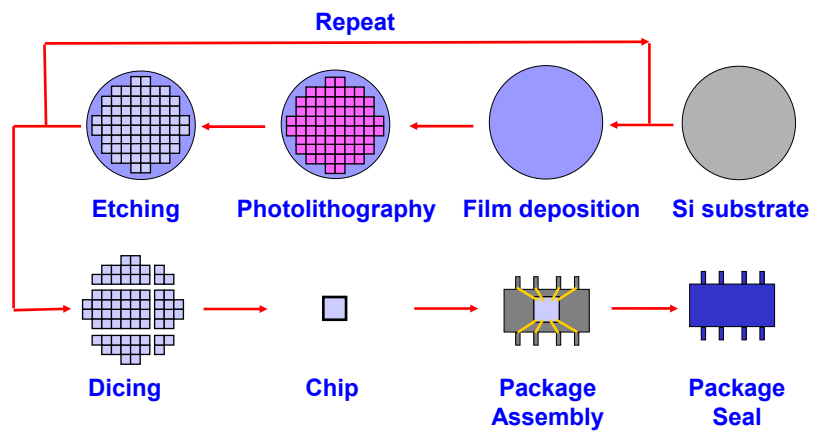 Repeat
Etching
Photolithography
Film deposition
Si substrate
Dicing
Chip
Package
Assembly
Package
Seal